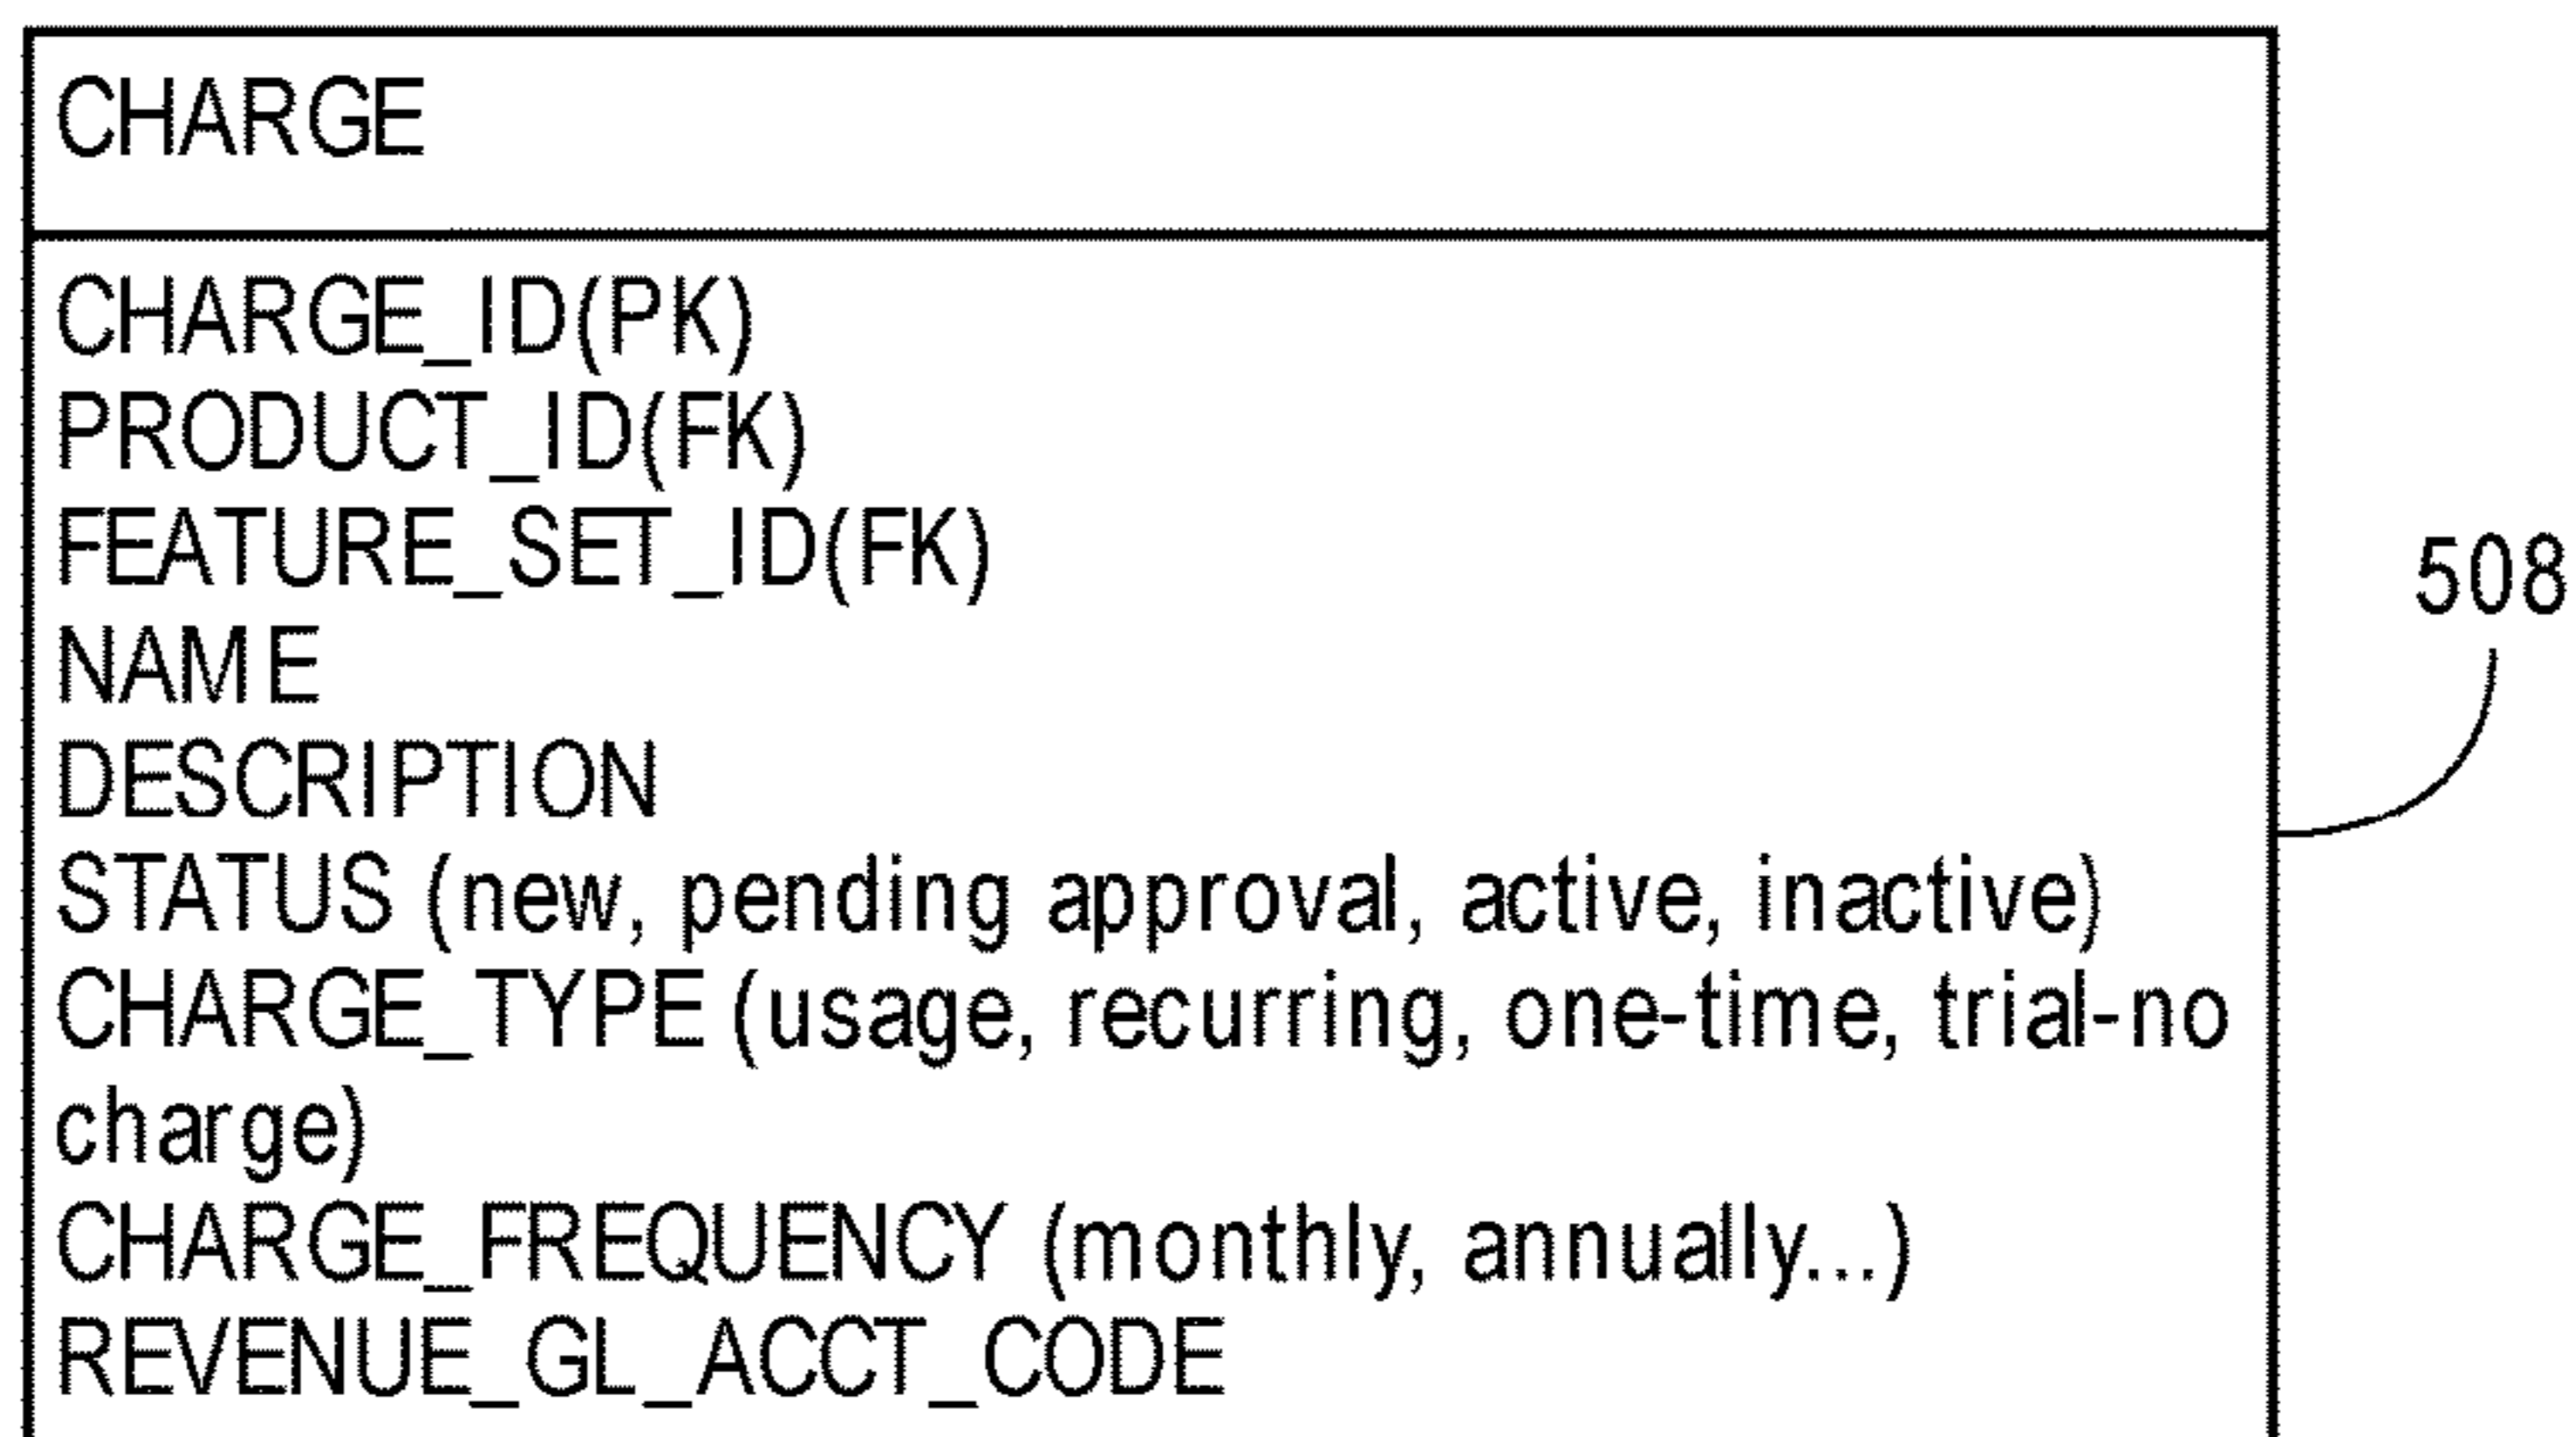 CHARGE
CHARGE_ID(PK)
PRODUCT_ID(FK)
FEATURE_SET_ID(FK)
508
NAME
DESCRIPTION
STATUS (new, pending approval, active, inactive)
CHARGE_TYPE (usage, recurring, one-time, trial-no
charge)
CHARGE_FREQUENCY (monthly, annually...)
REVENUE_GL_ACCT_CODE